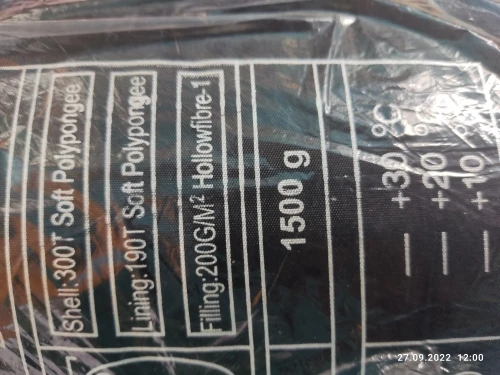 Shell:300T Soft Polypongee
Lining:190T Soft Polypongee
Filling:200G/M² Hollowfibre-1
1500 g
+30 °C
+20
+10
27.09.2022 12:00